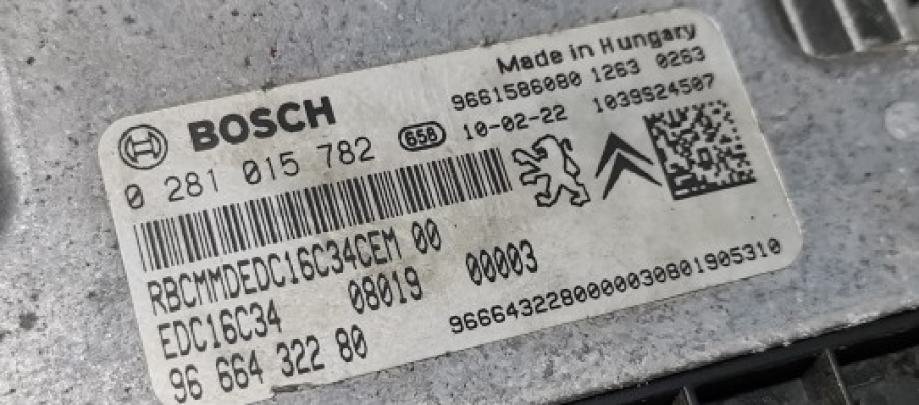 Made in Hungary
BOSCH
9661586080 1263 0263
0 281 015 782 658 10-02-22 1039S24507
RBCMMDEDC16C34CEM 00
EDC16C34 08019 00003
96 664 322 80
9666432280000030801905310